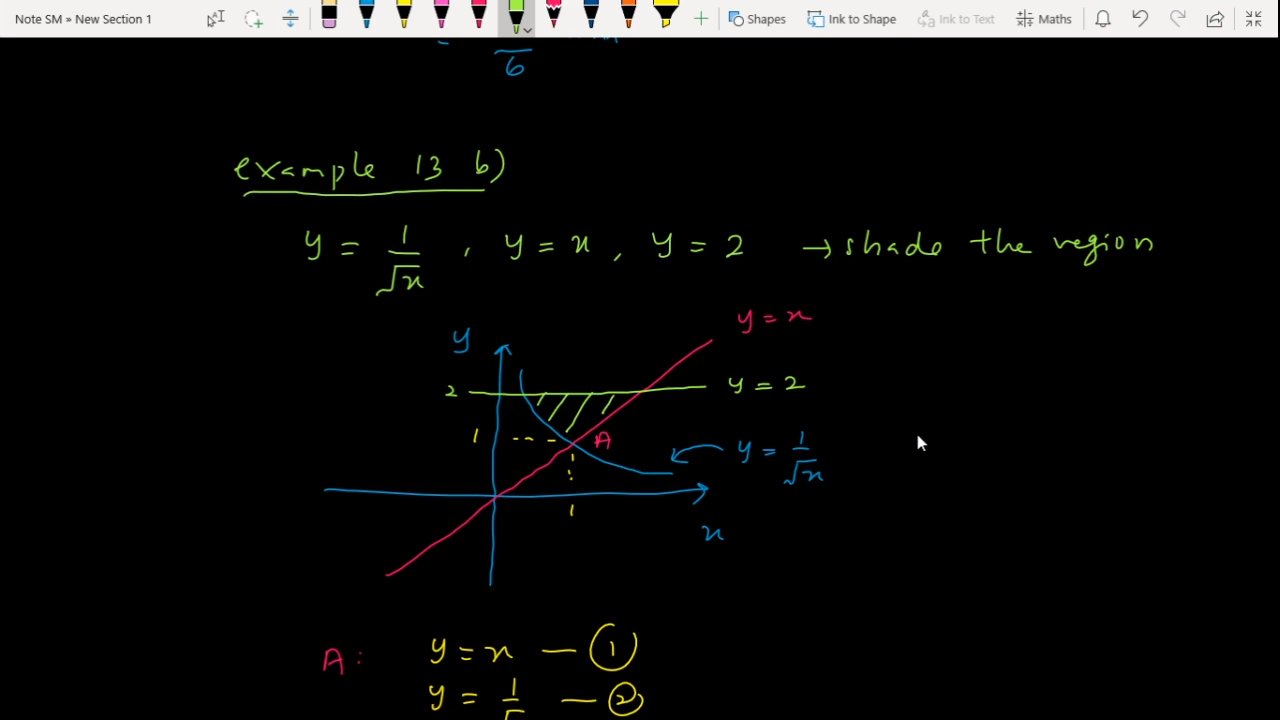 Note SM » New Section 1
Shapes
Ink to Shape
Ink to Text
Maths
6
example 13 b)
y = 1/√x , y = x , y = 2 → shade the region
y = x
y
2
y = 2
1
A
y = 1/√x
1
x
A: y = x — ①
y = 1/√ — ②